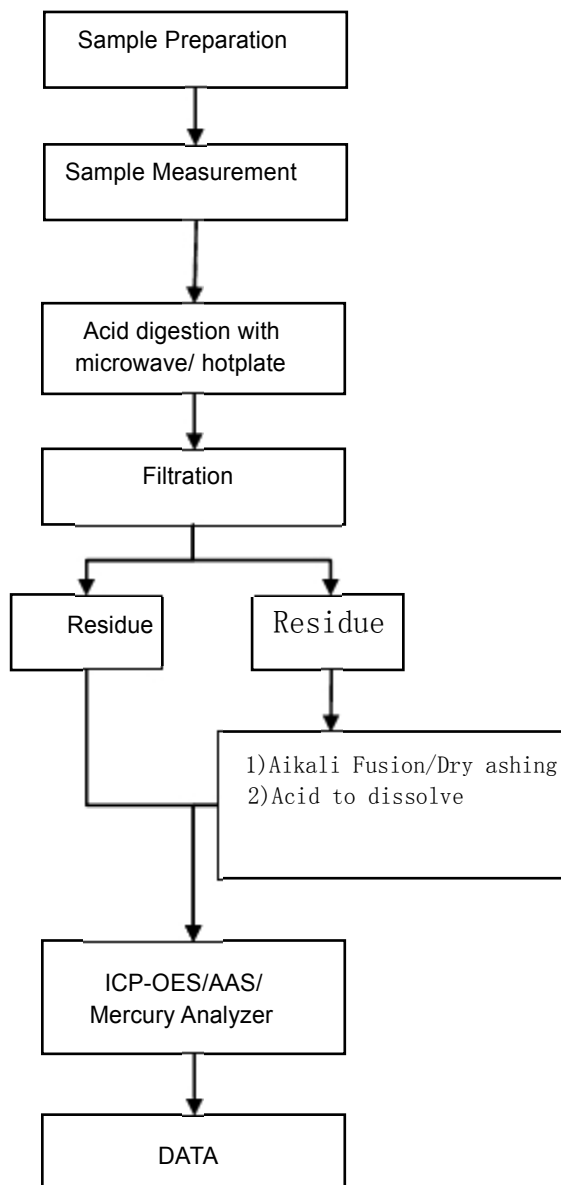 Sample Preparation
Sample Measurement
Acid digestion with
microwave/ hotplate
Filtration
Residue
Residue
1)Aikali Fusion/Dry ashing
2)Acid to dissolve
ICP-OES/AAS/
Mercury Analyzer
DATA